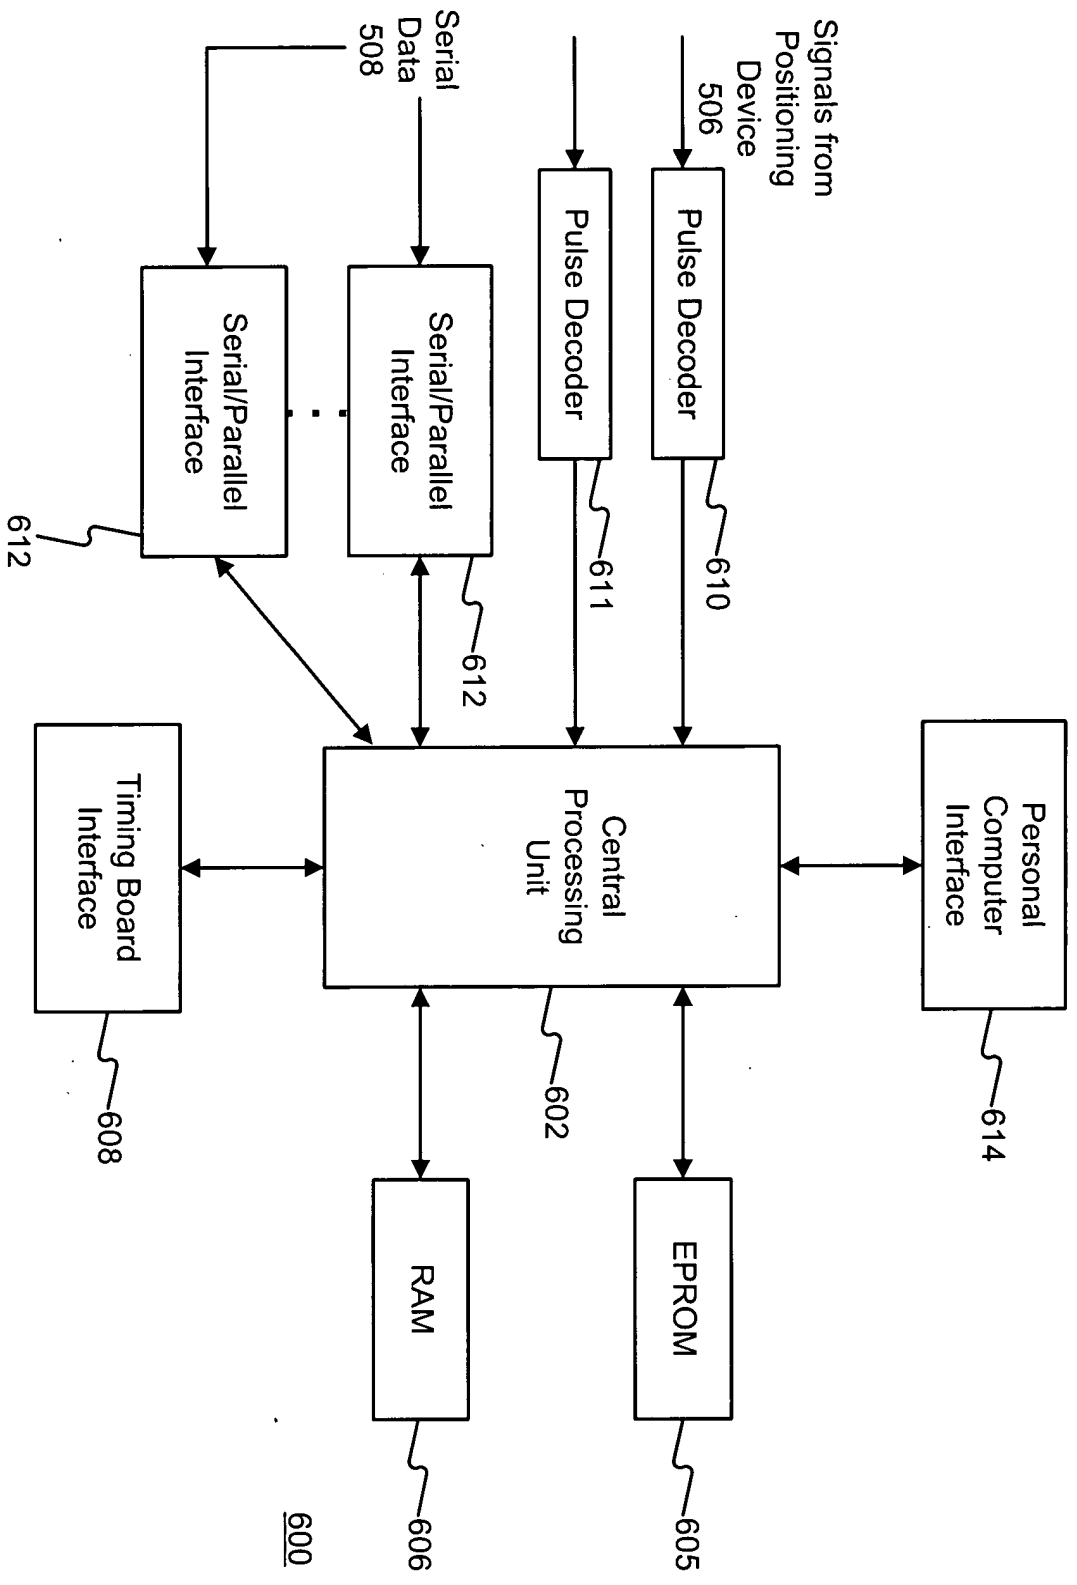 Personal
Computer
Interface
614
Signals from
Positioning
Device
506
Pulse Decoder
610
Pulse Decoder
611
Central
Processing
Unit
602
EPROM
605
RAM
606
Serial
Data
508
Serial/Parallel
Interface
612
Serial/Parallel
Interface
612
Timing Board
Interface
608
600